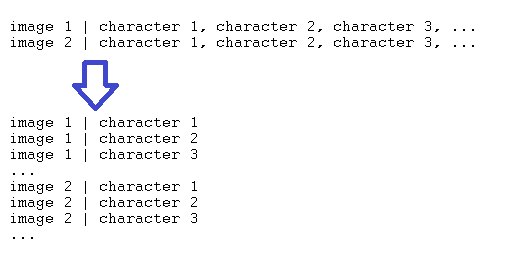 image 1 | character 1, character 2, character 3, ...
image 2 | character 1, character 2, character 3, ...
image 1 | character 1
image 1 | character 2
image 1 | character 3
...
image 2 | character 1
image 2 | character 2
image 2 | character 3
...